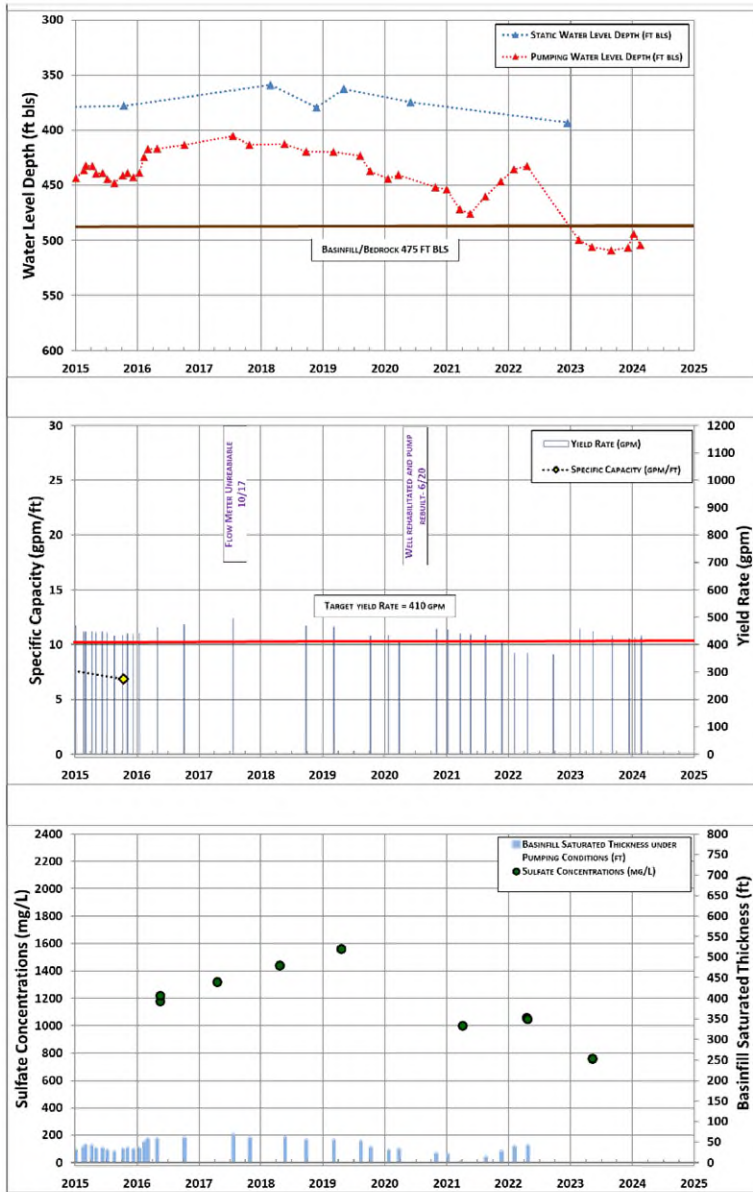 300
350
400
450
500
550
600
Water Level Depth (ft bls)
Static Water Level Depth (ft bls)
Pumping Water Level Depth (ft bls)
Basinfill/Bedrock 475 ft bls
2015 2016 2017 2018 2019 2020 2021 2022 2023 2024 2025
30
25
20
15
10
5
0
Specific Capacity (gpm/ft)
Flow Meter Unreabiable
10/17
Well rehabilitated and pump
rebuilt- 6/20
Yield Rate (gpm)
Specific Capacity (gpm/ft)
Target yield Rate = 410 gpm
1200
1100
1000
900
800
700
600
500
400
300
200
100
0
Yield Rate (gpm)
2015 2016 2017 2018 2019 2020 2021 2022 2023 2024 2025
2400
2200
2000
1800
1600
1400
1200
1000
800
600
400
200
0
Sulfate Concentrations (mg/L)
Basinfill Saturated Thickness under
Pumping Conditions (ft)
Sulfate Concentrations (mg/L)
800
750
700
650
600
550
500
450
400
350
300
250
200
150
100
50
0
Basinfill Saturated Thickness (ft)
2015 2016 2017 2018 2019 2020 2021 2022 2023 2024 2025